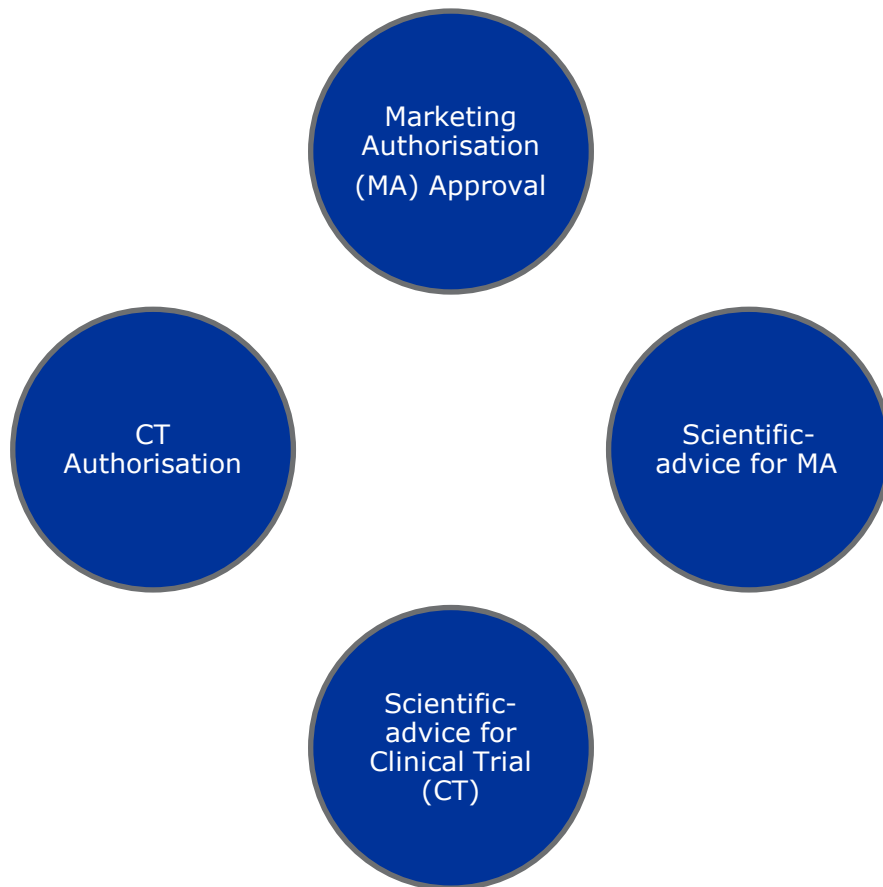 Marketing
Authorisation
(MA) Approval
CT
Authorisation
Scientific-
advice for MA
Scientific-
advice for
Clinical Trial
(CT)